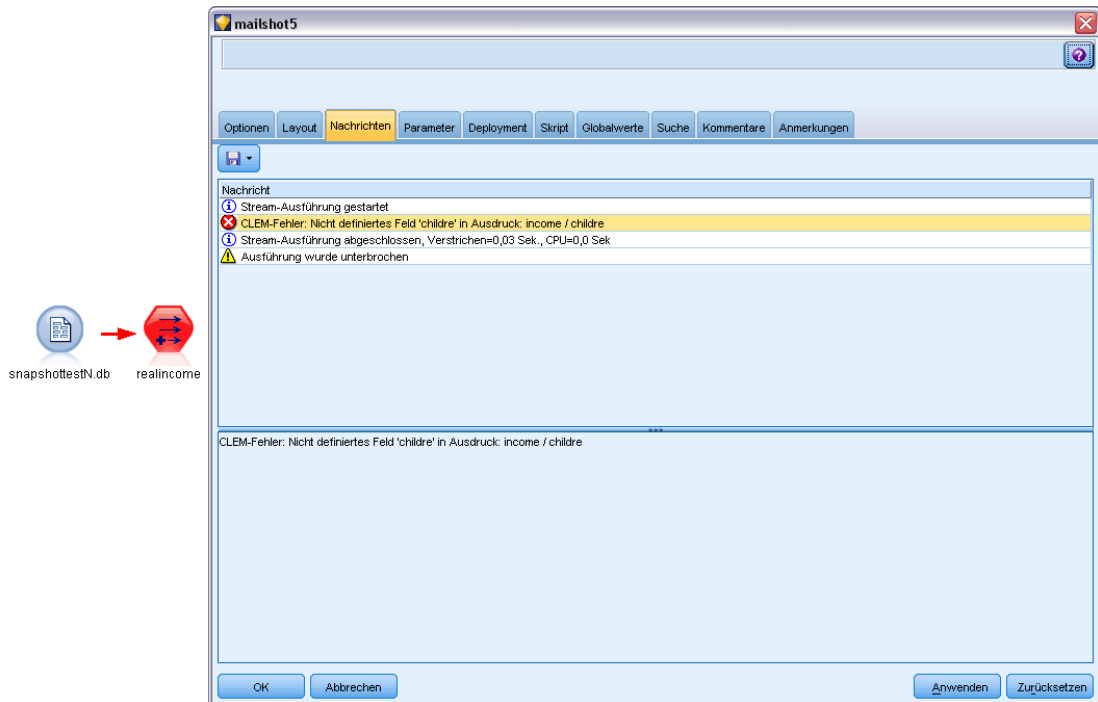 mailshot5
Optionen Layout Nachrichten Parameter Deployment Skript Globalwerte Suche Kommentare Anmerkungen
Nachricht
Stream-Ausführung gestartet
CLEM-Fehler: Nicht definiertes Feld 'childre' in Ausdruck: income / childre
Stream-Ausführung abgeschlossen, Verstrichen=0,03 Sek., CPU=0,0 Sek
Ausführung wurde unterbrochen
snapshottestN.db realincome
CLEM-Fehler: Nicht definiertes Feld 'childre' in Ausdruck: income / childre
OK Abbrechen Anwenden Zurücksetzen